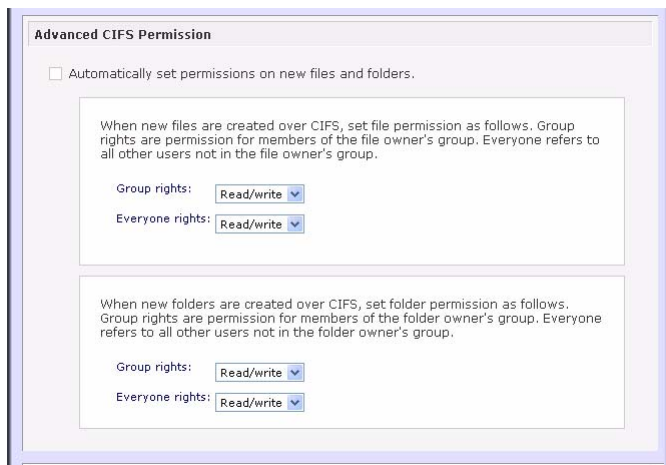 Advanced CIFS Permission
Automatically set permissions on new files and folders.
When new files are created over CIFS, set file permission as follows. Group
rights are permission for members of the file owner's group. Everyone refers to
all other users not in the file owner's group.
Group rights: Read/write
Everyone rights: Read/write
When new folders are created over CIFS, set folder permission as follows.
Group rights are permission for members of the folder owner's group. Everyone
refers to all other users not in the folder owner's group.
Group rights: Read/write
Everyone rights: Read/write